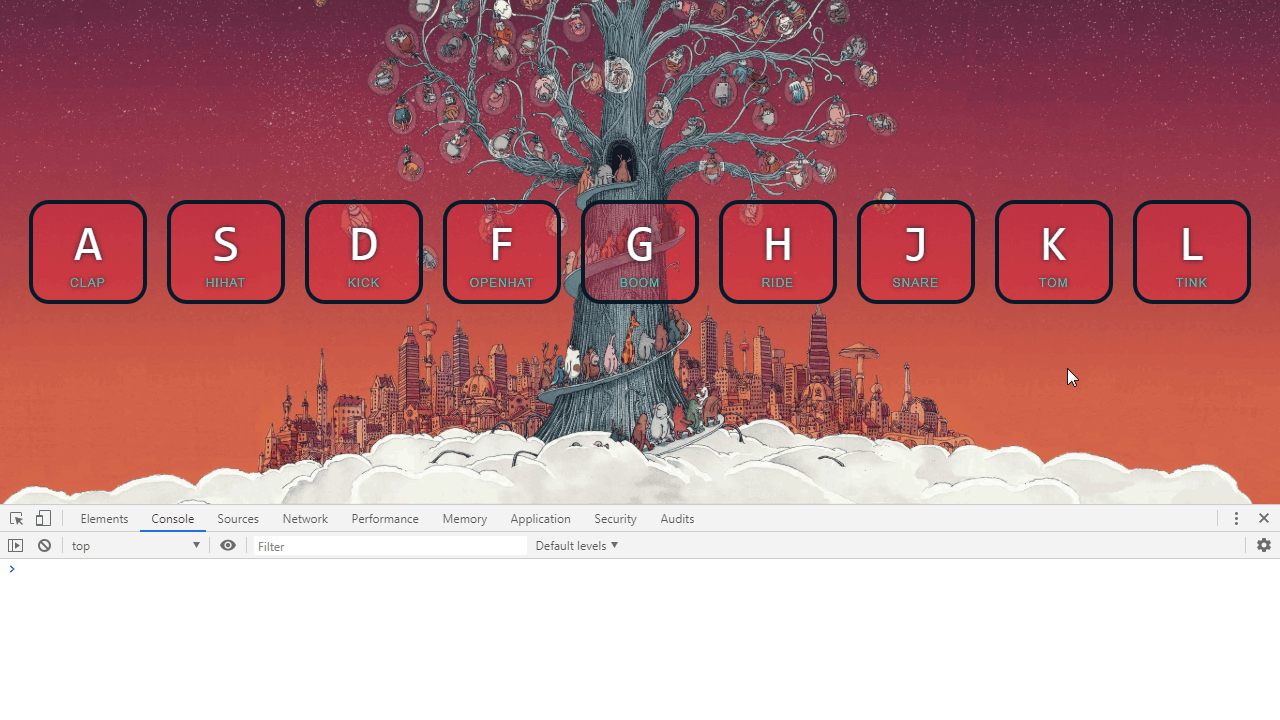 A S D F G H J K L
CLAP HIHAT KICK OPENHAT BOOM RIDE SNARE TOM TINK
Elements Console Sources Network Performance Memory Application Security Audits
top Filter Default levels